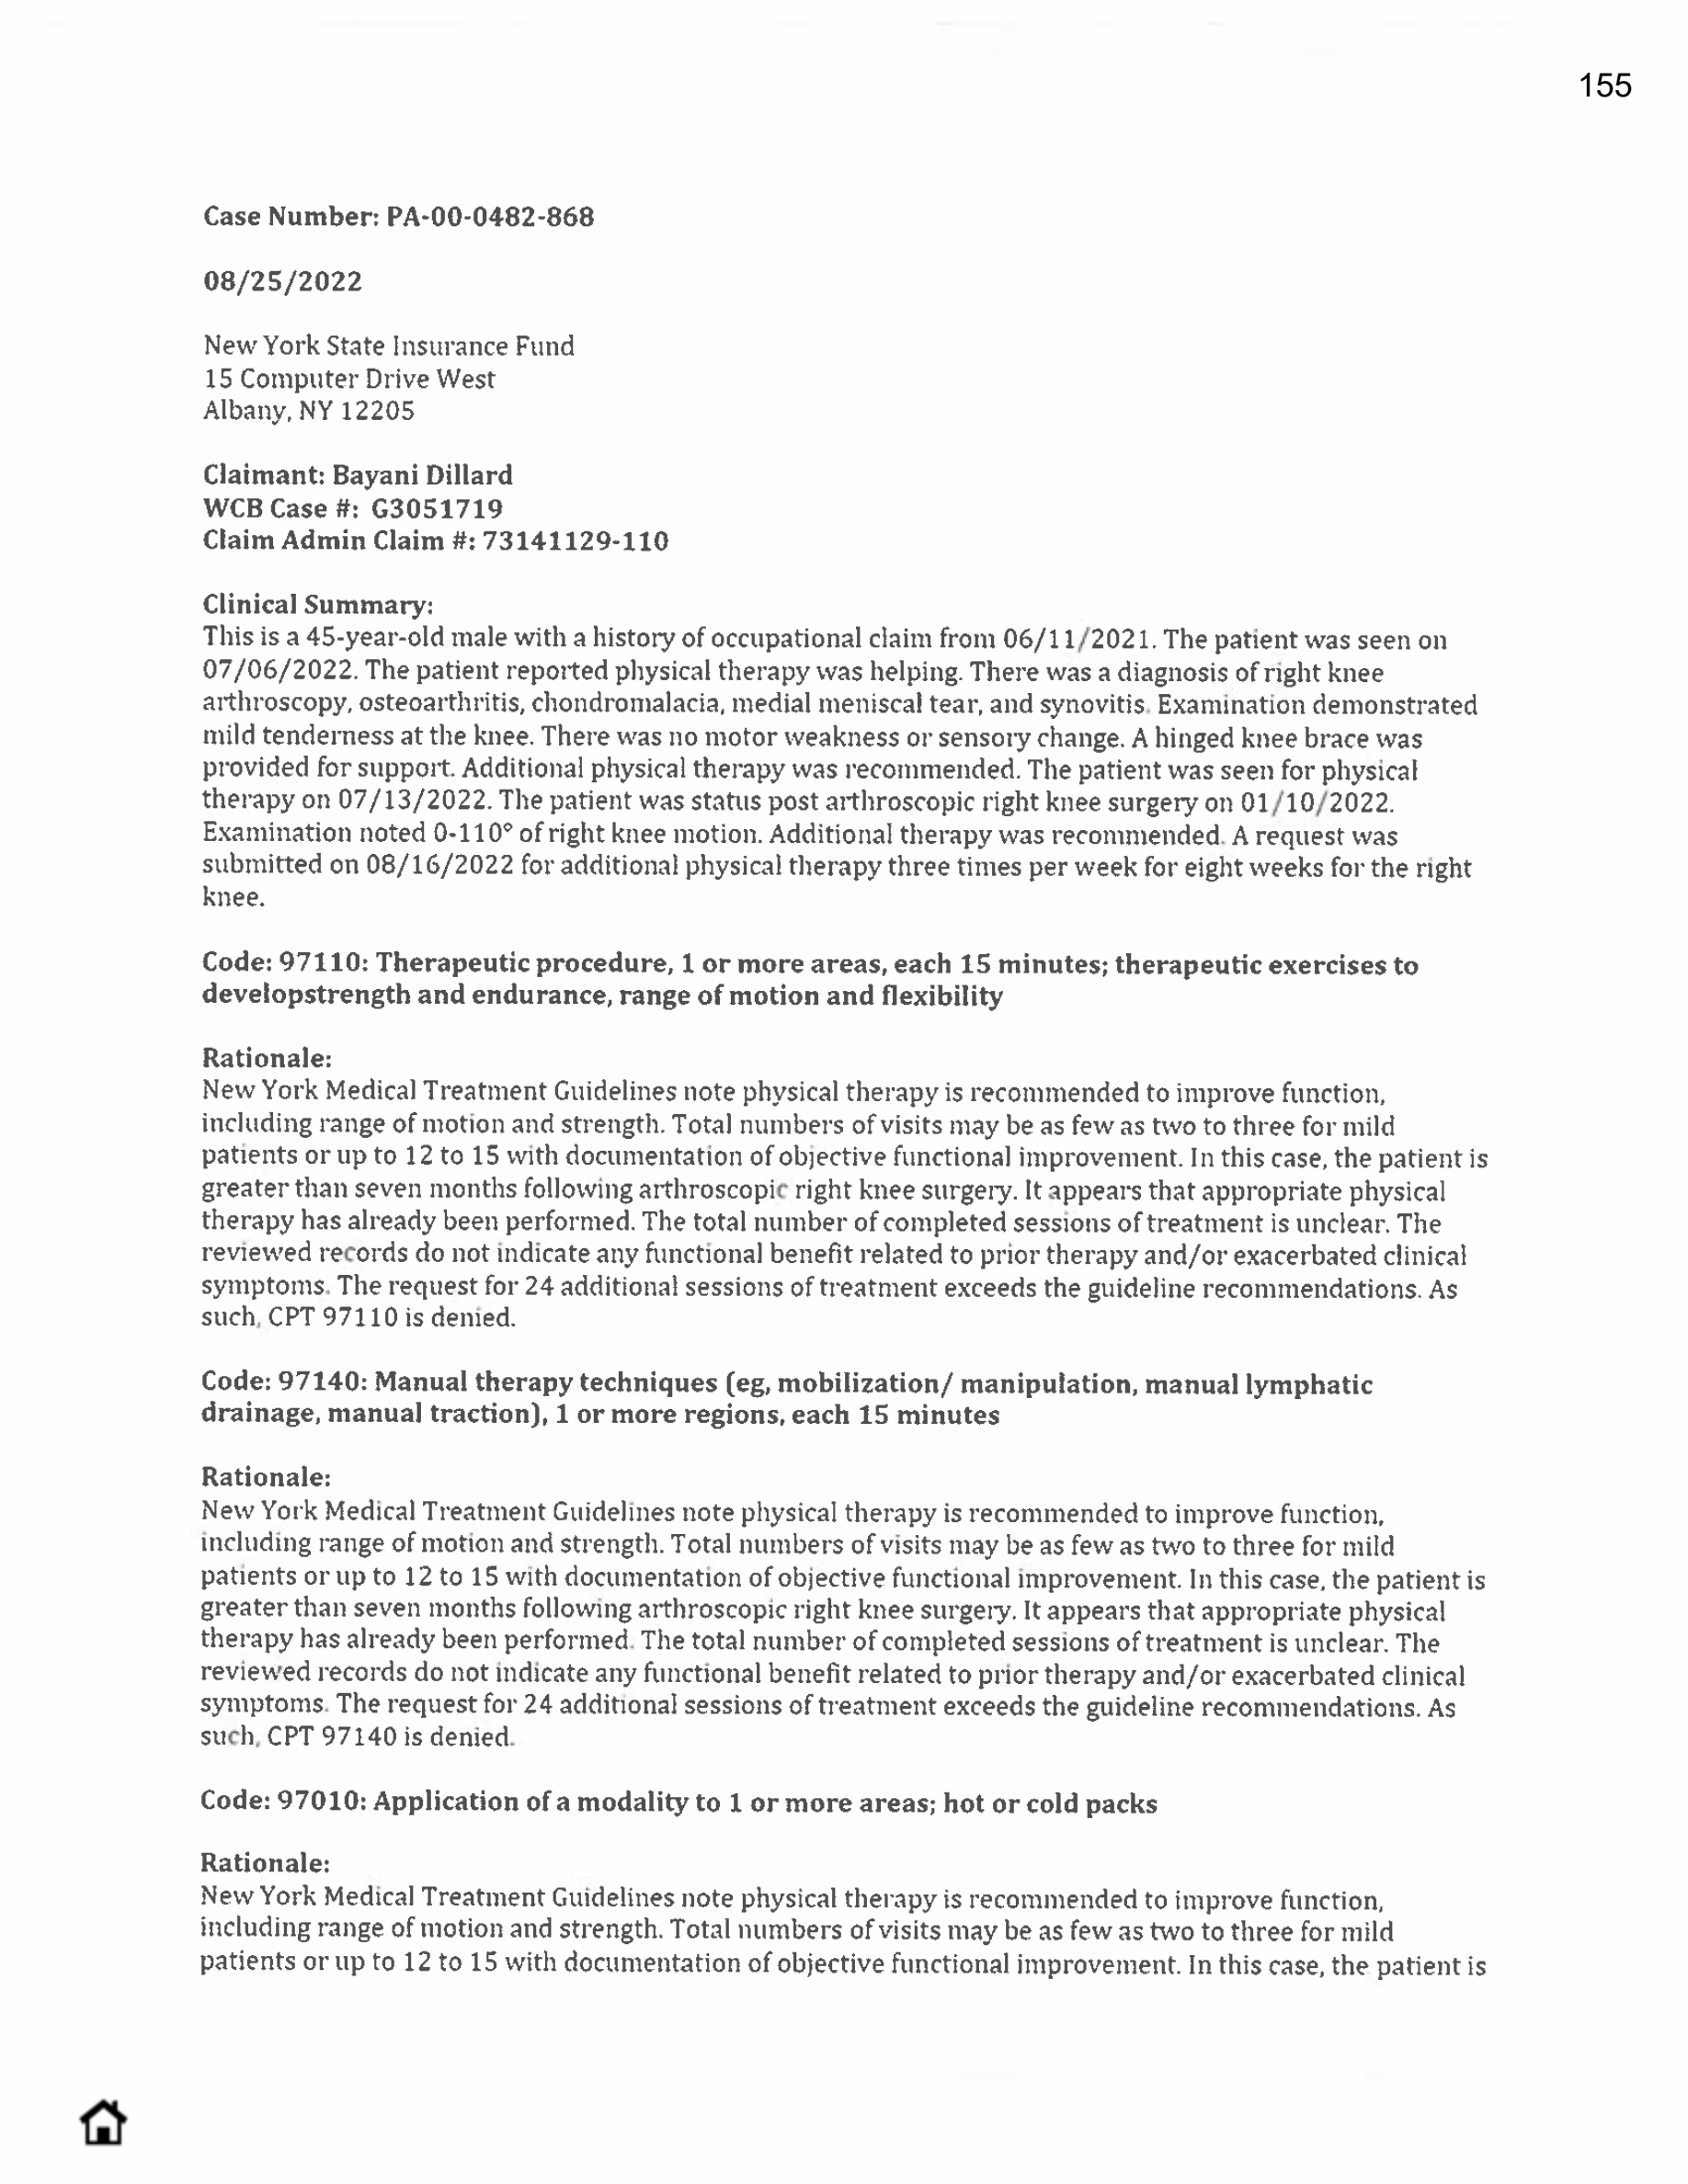 155
Case Number: PA-00-0482-868
08/25/2022
New York State Insurance Fund
15 Computer Drive West
Albany, NY 12205
Claimant: Bayani Dillard
WCB Case #: G3051719
Claim Admin Claim #: 73141129-110
Clinical Summary:
This is a 45-year-old male with a history of occupational claim from 06/11/2021. The patient was seen on
07/06/2022. The patient reported physical therapy was helping. There was a diagnosis of right knee
arthroscopy, osteoarthritis, chondromalacia, medial meniscal tear, and synovitis. Examination demonstrated
mild tenderness at the knee. There was no motor weakness or sensory change. A hinged knee brace was
provided for support. Additional physical therapy was recommended. The patient was seen for physical
therapy on 07/13/2022. The patient was status post arthroscopic right knee surgery on 01/10/2022.
Examination noted 0-110° of right knee motion. Additional therapy was recommended. A request was
submitted on 08/16/2022 for additional physical therapy three times per week for eight weeks for the right
knee.
Code: 97110: Therapeutic procedure, 1 or more areas, each 15 minutes; therapeutic exercises to
developstrength and endurance, range of motion and flexibility
Rationale:
New York Medical Treatment Guidelines note physical therapy is recommended to improve function,
including range of motion and strength. Total numbers of visits may be as few as two to three for mild
patients or up to 12 to 15 with documentation of objective functional improvement. In this case, the patient is
greater than seven months following arthroscopic right knee surgery. It appears that appropriate physical
therapy has already been performed. The total number of completed sessions of treatment is unclear. The
reviewed records do not indicate any functional benefit related to prior therapy and/or exacerbated clinical
symptoms. The request for 24 additional sessions of treatment exceeds the guideline recommendations. As
such, CPT 97110 is denied.
Code: 97140: Manual therapy techniques (eg, mobilization/ manipulation, manual lymphatic
drainage, manual traction), 1 or more regions, each 15 minutes
Rationale:
New York Medical Treatment Guidelines note physical therapy is recommended to improve function,
including range of motion and strength. Total numbers of visits may be as few as two to three for mild
patients or up to 12 to 15 with documentation of objective functional improvement. In this case, the patient is
greater than seven months following arthroscopic right knee surgery. It appears that appropriate physical
therapy has already been performed. The total number of completed sessions of treatment is unclear. The
reviewed records do not indicate any functional benefit related to prior therapy and/or exacerbated clinical
symptoms. The request for 24 additional sessions of treatment exceeds the guideline recommendations. As
such, CPT 97140 is denied.
Code: 97010: Application of a modality to 1 or more areas; hot or cold packs
Rationale:
New York Medical Treatment Guidelines note physical therapy is recommended to improve function,
including range of motion and strength. Total numbers of visits may be as few as two to three for mild
patients or up to 12 to 15 with documentation of objective functional improvement. In this case, the patient is